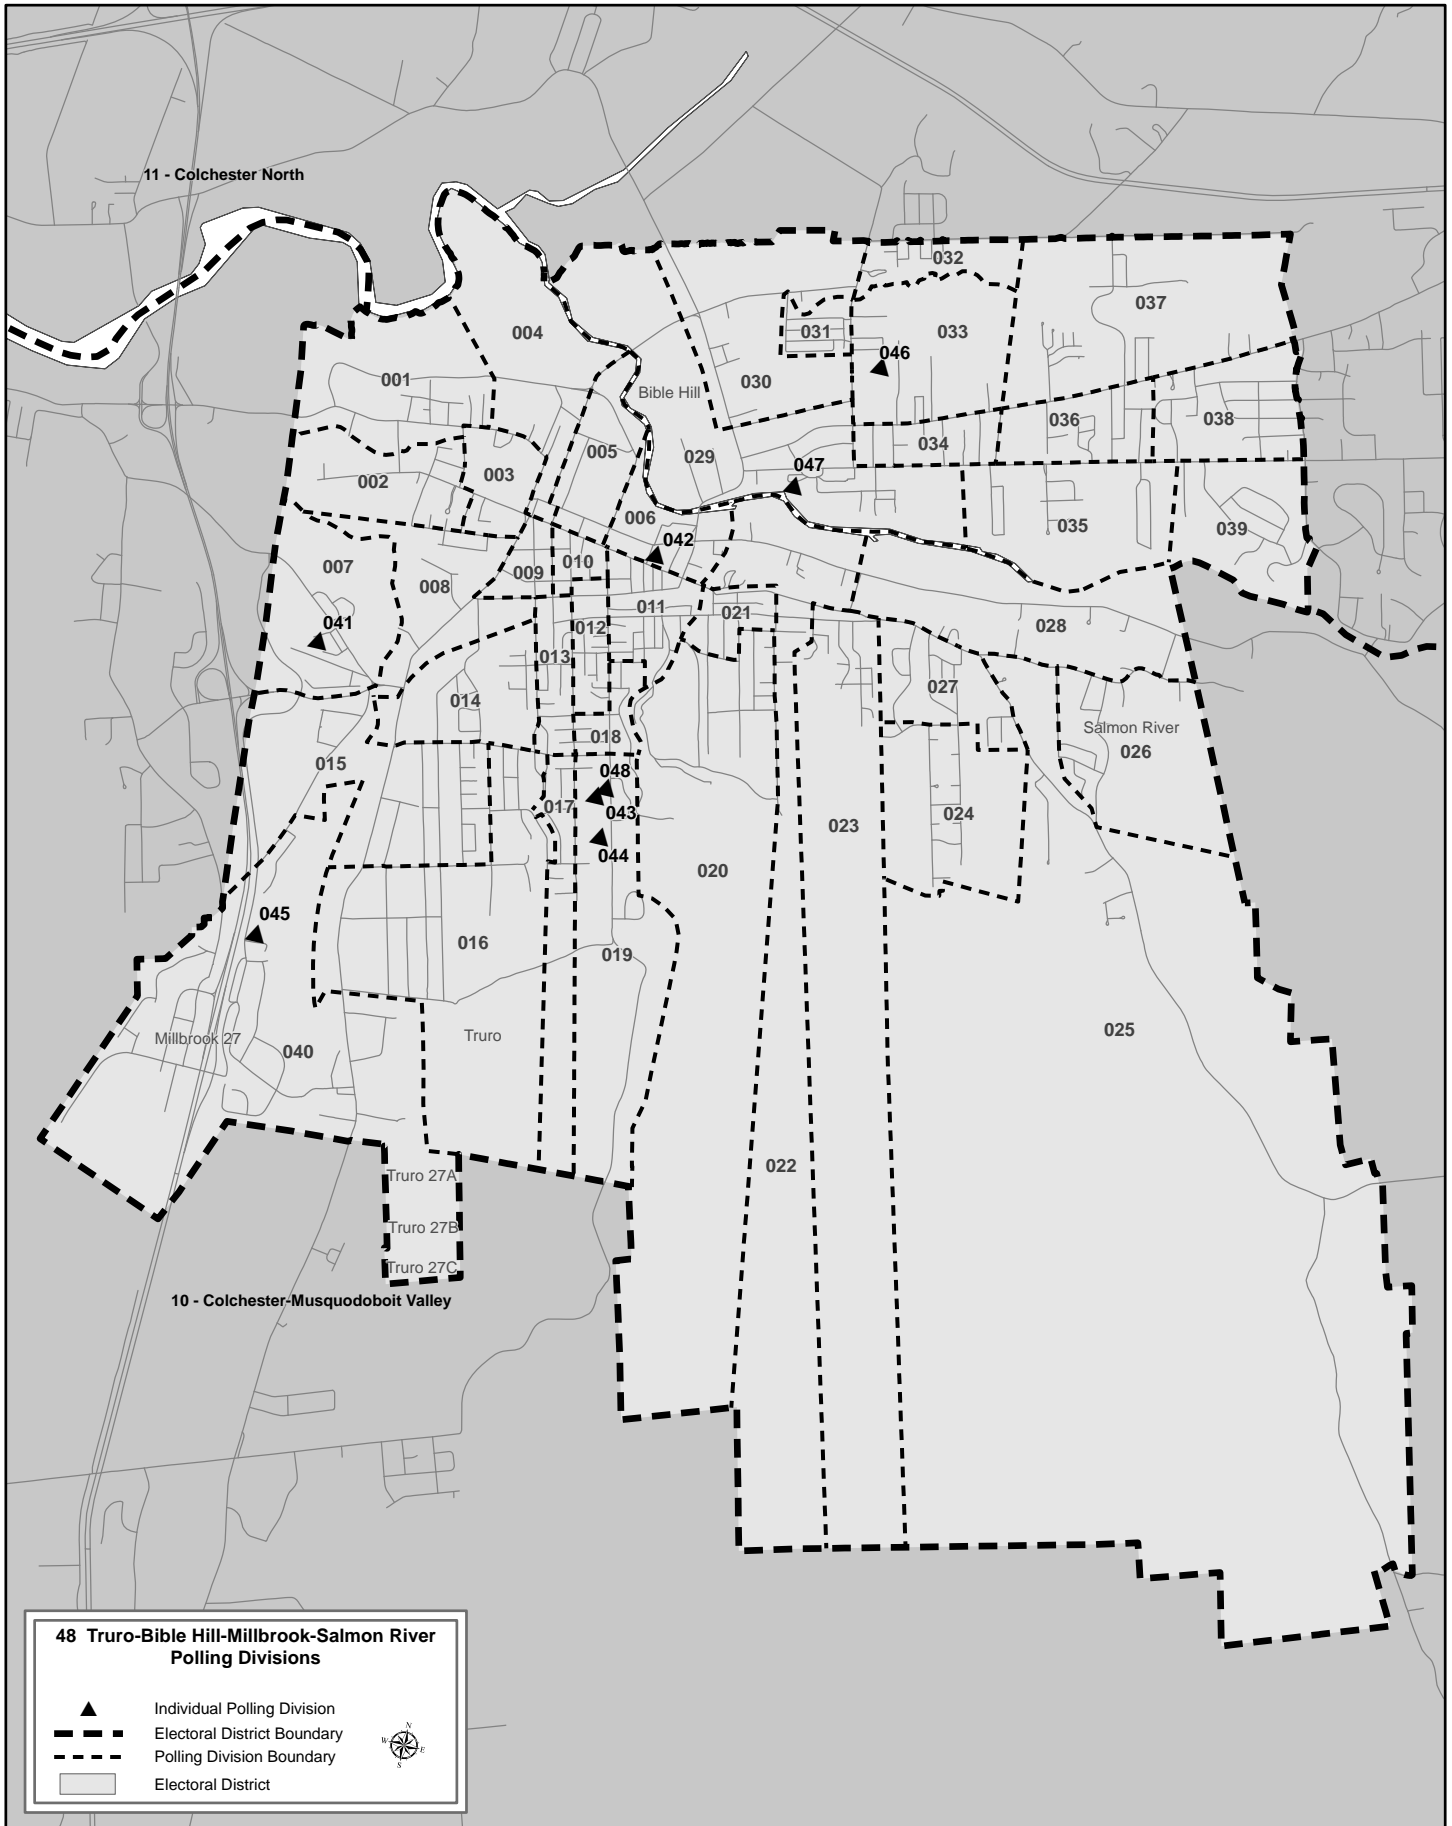 11 - Colchester North
032
037
004
031
033
046
001
030
Bible Hill
038
036
034
005
029
003
002
047
006
035
039
042
010
007
009
008
011
021
028
012
041
013
027
014
Salmon River
018
026
015
048
017
043
024
023
044
020
045
016
019
025
Truro
Millbrook 27
040
022
Truro 27A
Truro 27B
Truro 27C
10 - Colchester-Musquodoboit Valley
48 Truro-Bible Hill-Millbrook-Salmon River
Polling Divisions
Individual Polling Division
Electoral District Boundary
Polling Division Boundary
Electoral District
N
W
E
S